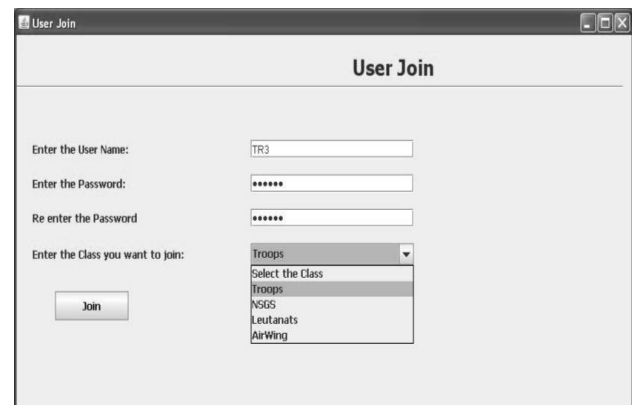 User Join
User Join
Enter the User Name: TR3
Enter the Password: ••••••
Re enter the Password ••••••
Enter the Class you want to join: Troops
Select the Class
Troops
NSGS
Leutanats
AirWing
Join